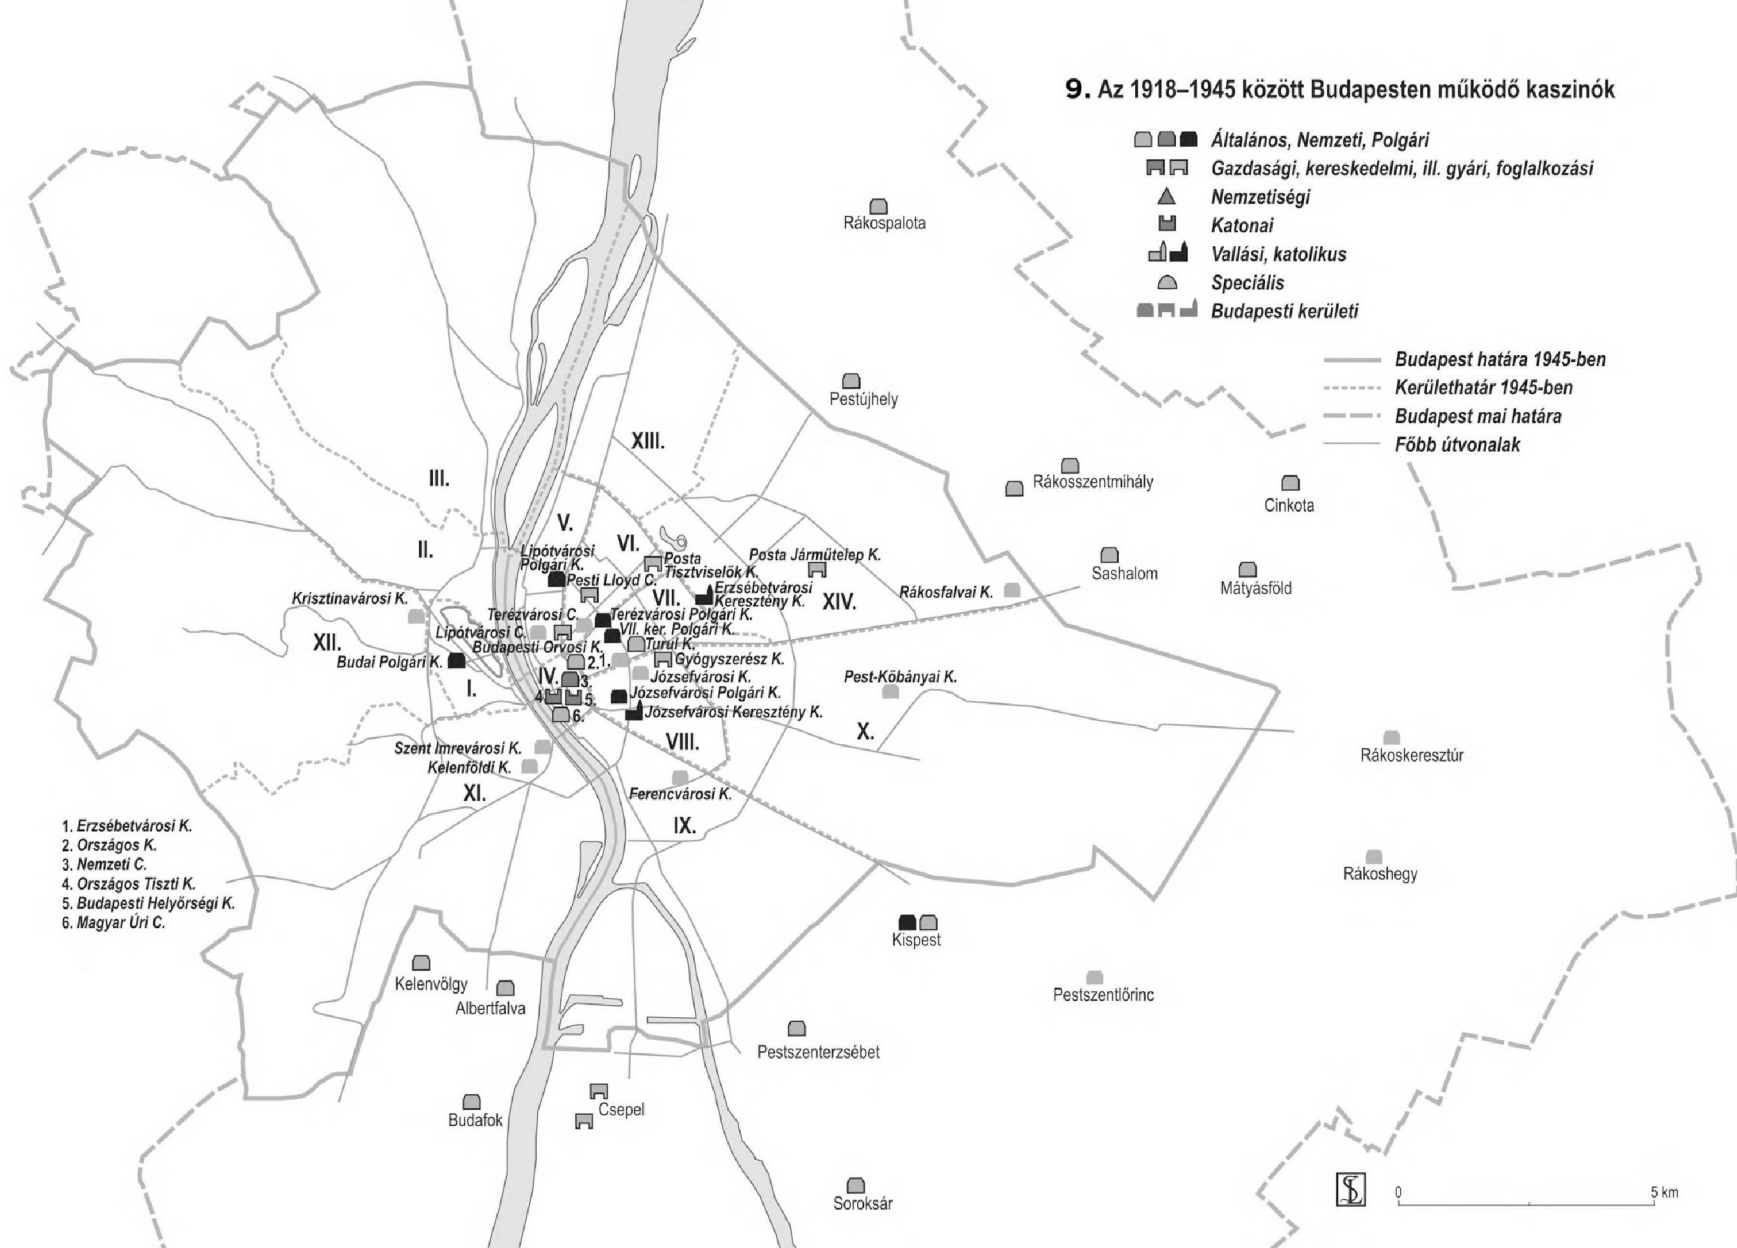 9. Az 1918–1945 között Budapesten működő kaszinók
Általános, Nemzeti, Polgári
Gazdasági, kereskedelmi, ill. gyári, foglalkozási
Nemzetiségi
Katonai
Vallási, katolikus
Speciális
Budapesti kerületi
Budapest határa 1945-ben
Kerülethatár 1945-ben
Budapest mai határa
Főbb útvonalak
Rákospalota
Pestújhely
XIII.
Rákosszentmihály
Cinkota
III.
V.
VI.
II.
Lipótvárosi
Polgári K.
Posta
Tisztviselők K.
Posta Járműtelep K.
Sashalom
Mátyásföld
Pesti Lloyd C.
Erzsébetvárosi
Keresztény K.
Rákosfalvai K.
Krisztinavárosi K.
VII.
XIV.
Terézvárosi C.
Terézvárosi Polgári K.
VII. ker. Polgári K.
Lipótvárosi C.
XII.
Budapesti Orvosi K.
Turul K.
Budai Polgári K.
2.
1.
Gyógyszerész K.
IV.
3.
Józsefvárosi K.
Pest-Kőbányai K.
I.
4.
5.
Józsefvárosi Polgári K.
6.
Józsefvárosi Keresztény K.
X.
VIII.
Szent Imrevárosi K.
Kelenföldi K.
Rákoskeresztúr
XI.
Ferencvárosi K.
IX.
1. Erzsébetvárosi K.
2. Országos K.
3. Nemzeti C.
4. Országos Tiszti K.
5. Budapesti Helyőrségi K.
6. Magyar Úri C.
Rákoshegy
Kispest
Kelenvölgy
Albertfalva
Pestszentlőrinc
Pestszenterzsébet
Budafok
Csepel
Soroksár
0
5 km